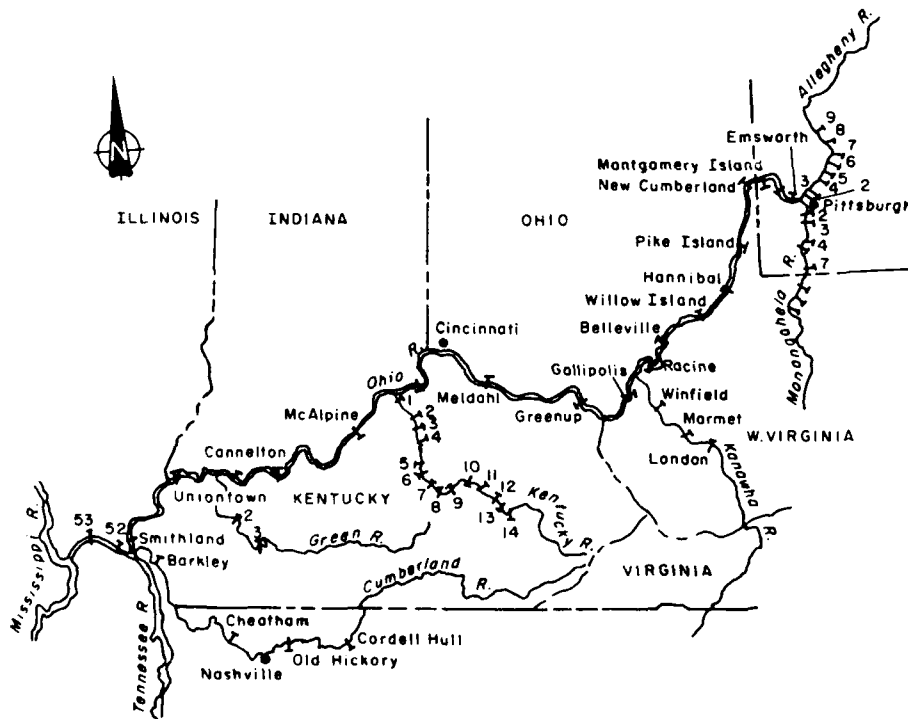 Allegheny R.
9
8
7
6
5
4
3
2
Emsworth
Montgomery Island
New Cumberland
Pittsburgh
2
3
4
7
Monongahela R.
N
ILLINOIS
INDIANA
OHIO
Pike Island
Hannibal
Willow Island
Belleville
Racine
Gallipolis
Cincinnati
Ohio R.
Meldahl
Greenup
Winfield
Marmet
London
W. VIRGINIA
Kanawha R.
McAlpine
1
2
3
4
5
6
7
8
9
10
11
12
13
14
Kentucky R.
Cannelton
Uniontown
KENTUCKY
2
3
Green R.
53
52
Smithland
Barkley
Mississippi R.
Tennessee R.
Cumberland R.
VIRGINIA
Cheatham
Nashville
Old Hickory
Cordell Hull